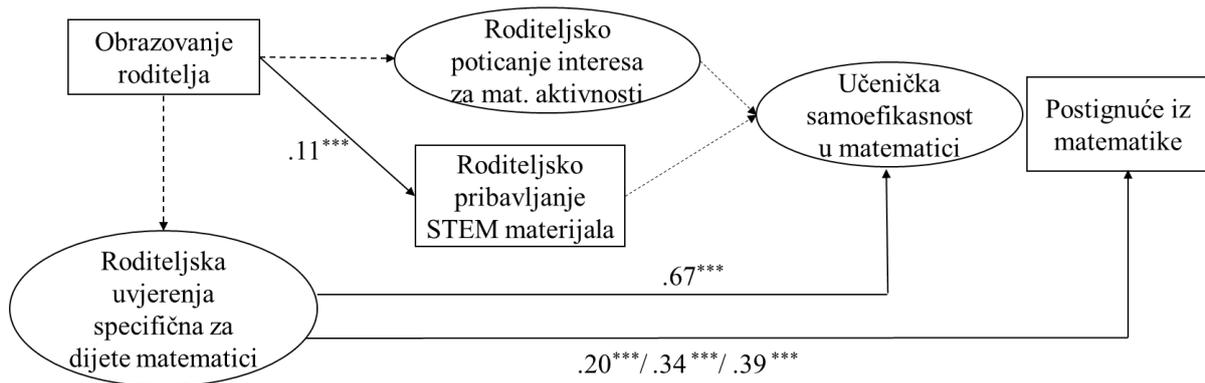 Obrazovanje
roditelja
Roditeljsko
poticanje interesa
za mat. aktivnosti
Učenička
samoefikasnost
u matematici
Postignuće iz
matematike
.11***
Roditeljsko
pribavljanje
STEM materijala
Roditeljska
uvjerenja
specifična za
dijete matematici
.67***
.20***/ .34 ***/ .39 ***